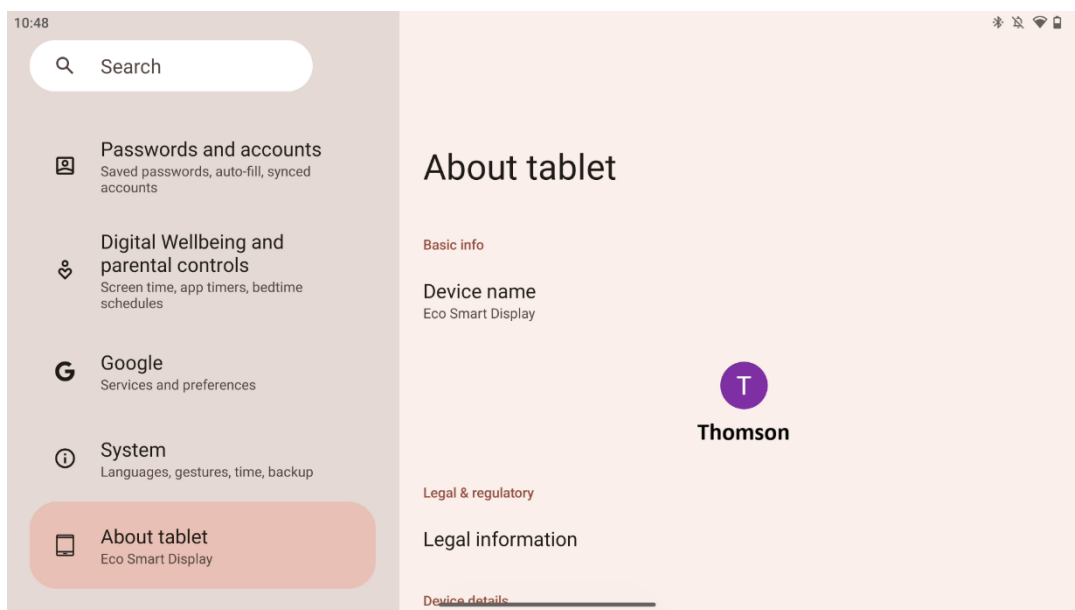 10:48
Search
Passwords and accounts
Saved passwords, auto-fill, synced
accounts
Digital Wellbeing and
parental controls
Screen time, app timers, bedtime
schedules
Google
Services and preferences
System
Languages, gestures, time, backup
About tablet
Eco Smart Display
About tablet
Basic info
Device name
Eco Smart Display
T
Thomson
Legal & regulatory
Legal information
Device details